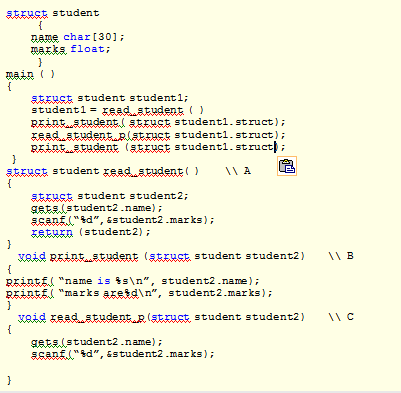 struct student
{
name char[30];
marks float;
}
main ( )
{
struct student student1;
student1 = read_student ( )
print_student( struct student1.struct);
read_student_p(struct student1.struct);
print_student (struct student1.struct);
}
struct student read_student( ) \\ A
{
struct student student2;
gets(student2.name);
scanf(“%d”,&student2.marks);
return (student2);
}
void print_student (struct student student2) \\ B
{
printf( “name is %s\n”, student2.name);
printf( “marks are%d\n”, student2.marks);
}
void read_student_p(struct student student2) \\ C
{
gets(student2.name);
scanf(“%d”,&student2.marks);
}